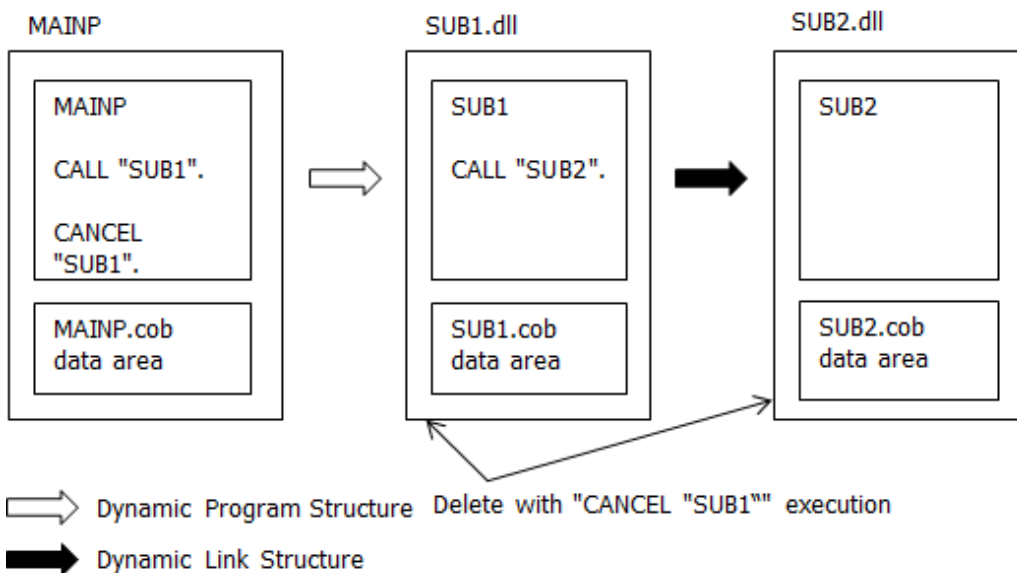 MAINP
MAINP
CALL "SUB1".
CANCEL
"SUB1".
MAINP.cob
data area
SUB1.dll
SUB1
CALL "SUB2".
SUB1.cob
data area
SUB2.dll
SUB2
SUB2.cob
data area
Delete with "CANCEL "SUB1“" execution
Dynamic Program Structure
Dynamic Link Structure